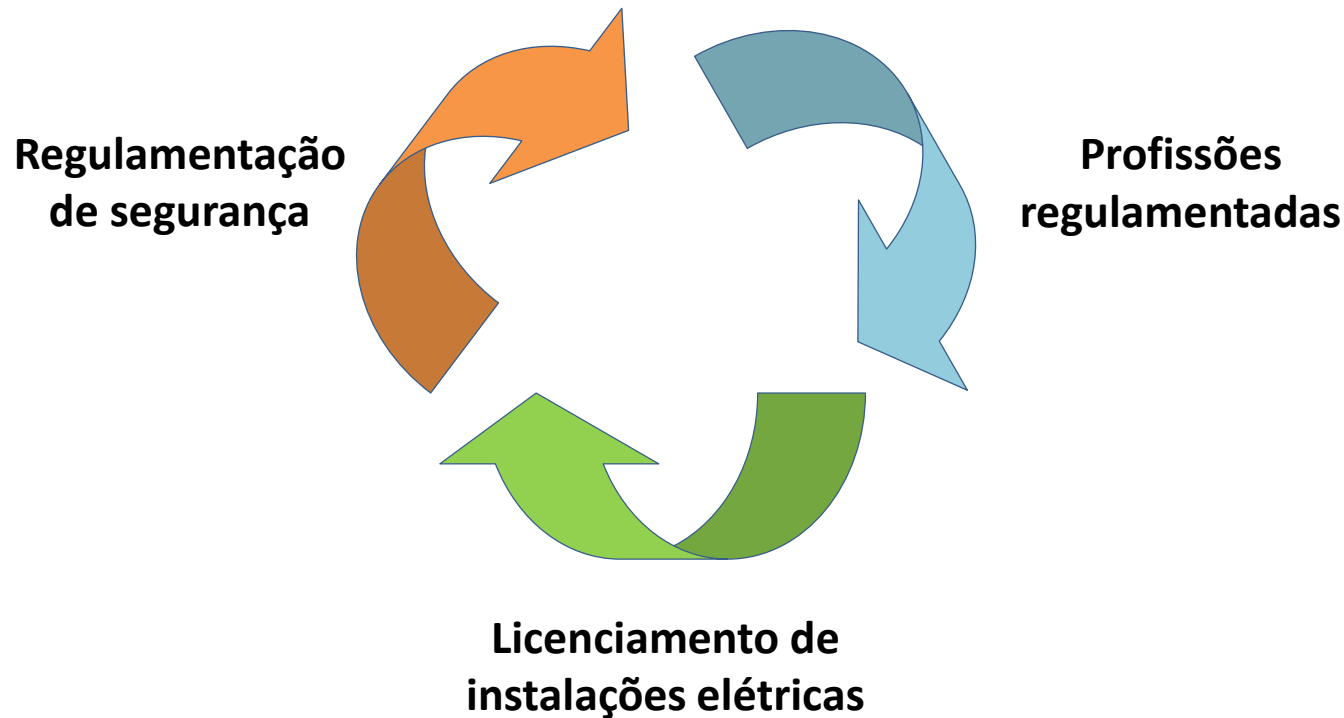 Regulamentação
de segurança
Profissões
regulamentadas
Licenciamento de
instalações elétricas